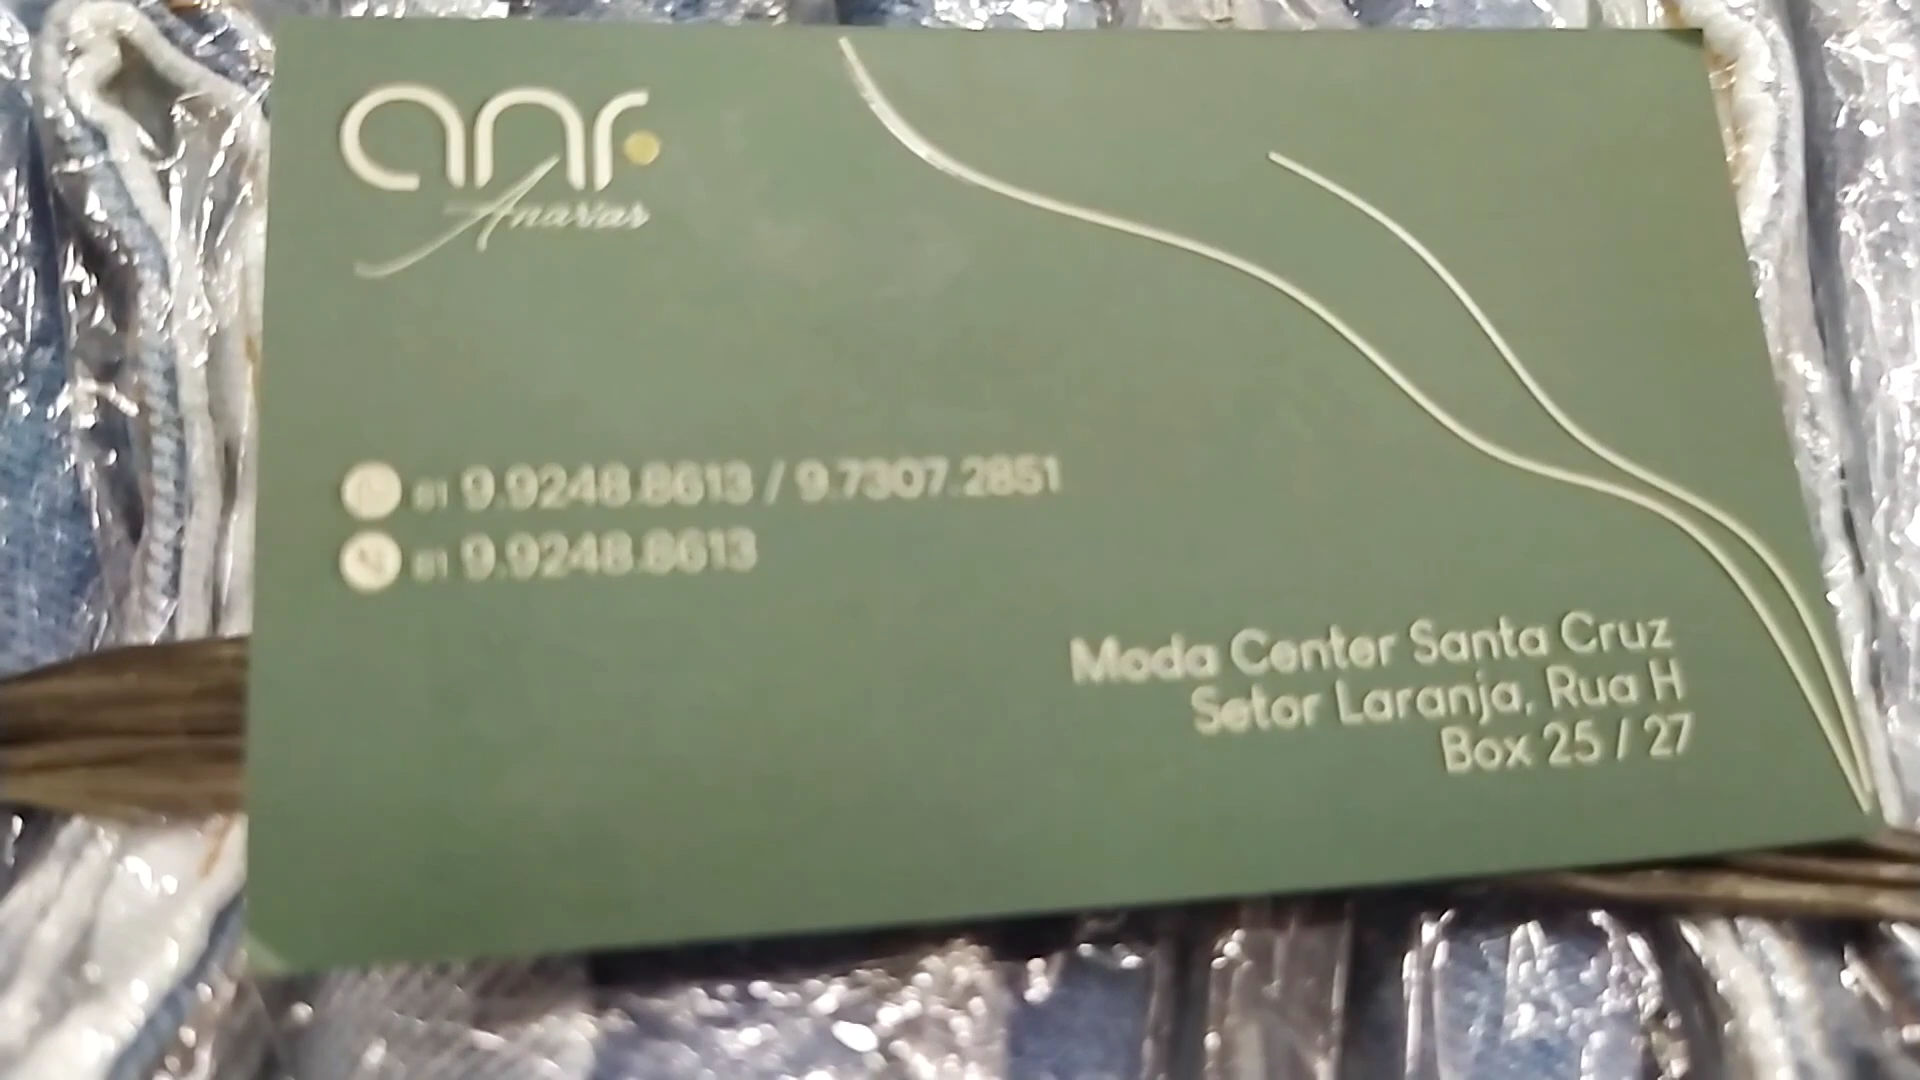 anr
Anarias
81 9.9248.8613 / 9.7307.2851
81 9.9248.8613
Moda Center Santa Cruz
Setor Laranja, Rua H
Box 25 / 27